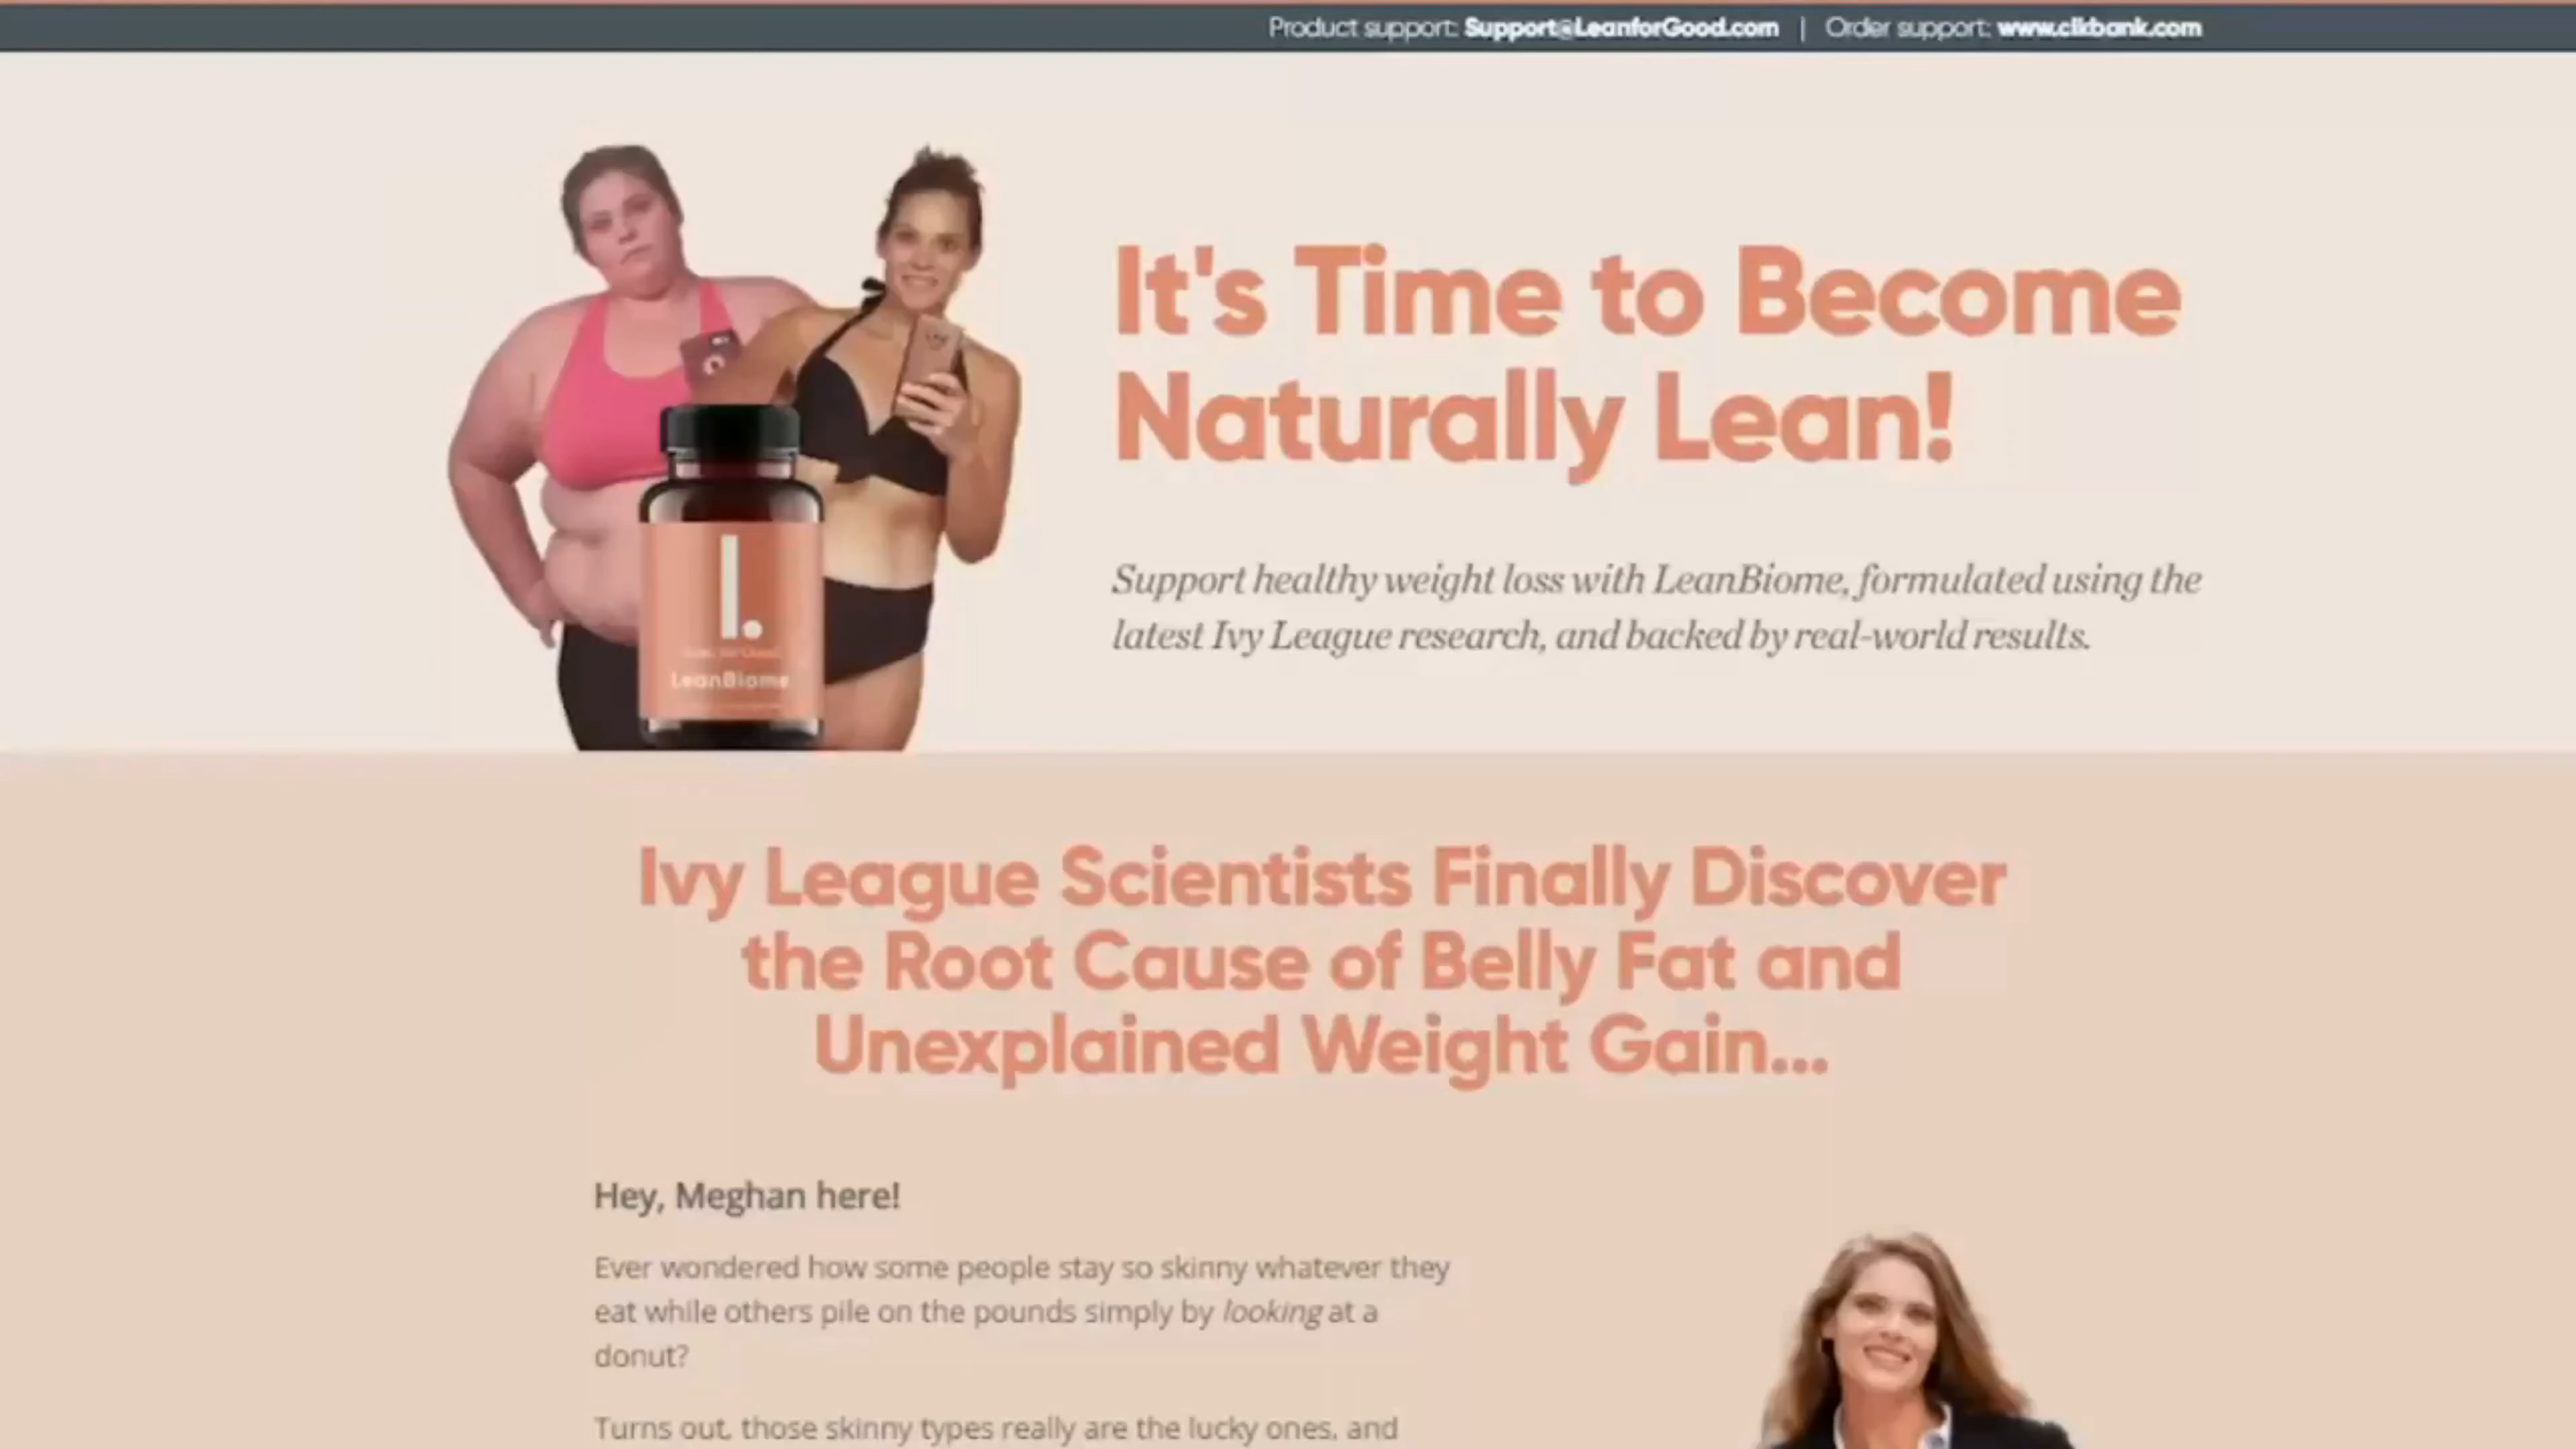 Product support: Support@LeanforGood.com | Order support: www.clkbank.com
It's Time to Become
Naturally Lean!
Support healthy weight loss with LeanBiome, formulated using the
latest Ivy League research, and backed by real-world results.
l.
LeanBiome
Ivy League Scientists Finally Discover
the Root Cause of Belly Fat and
Unexplained Weight Gain...
Hey, Meghan here!
Ever wondered how some people stay so skinny whatever they
eat while others pile on the pounds simply by looking at a
donut?
Turns out, those skinny types really are the lucky ones, and